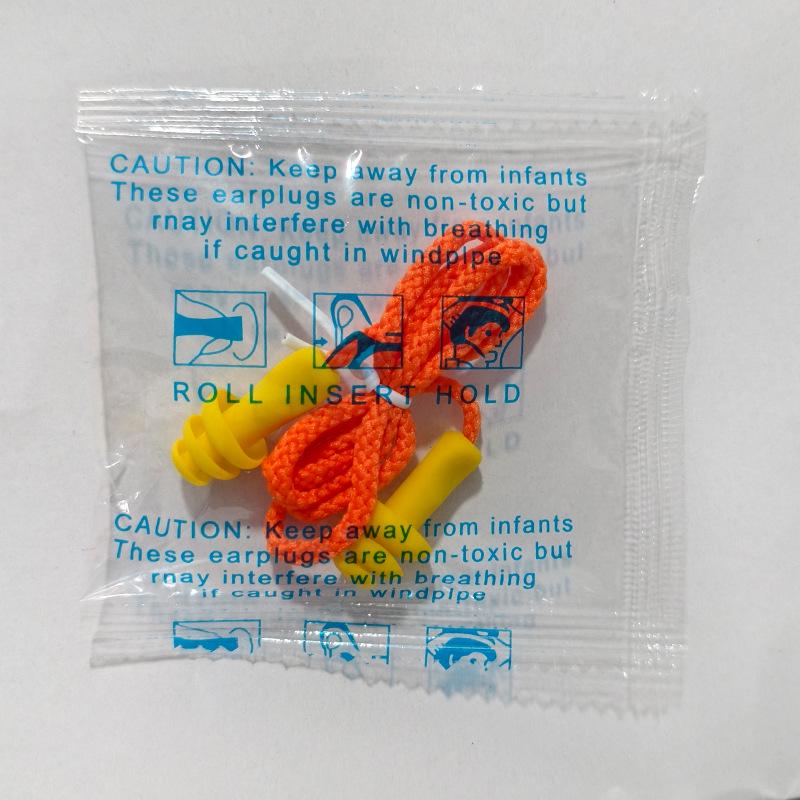 CAUTION: Keep away from infants
These earplugs are non-toxic but
rnay interfere with breathing
if caught in windplpe
ROLL INSERT HOLD
CAUTION: Keep away from infants
These earplugs are non-toxic but
rnay interfere with breathing
if caught in windpipe